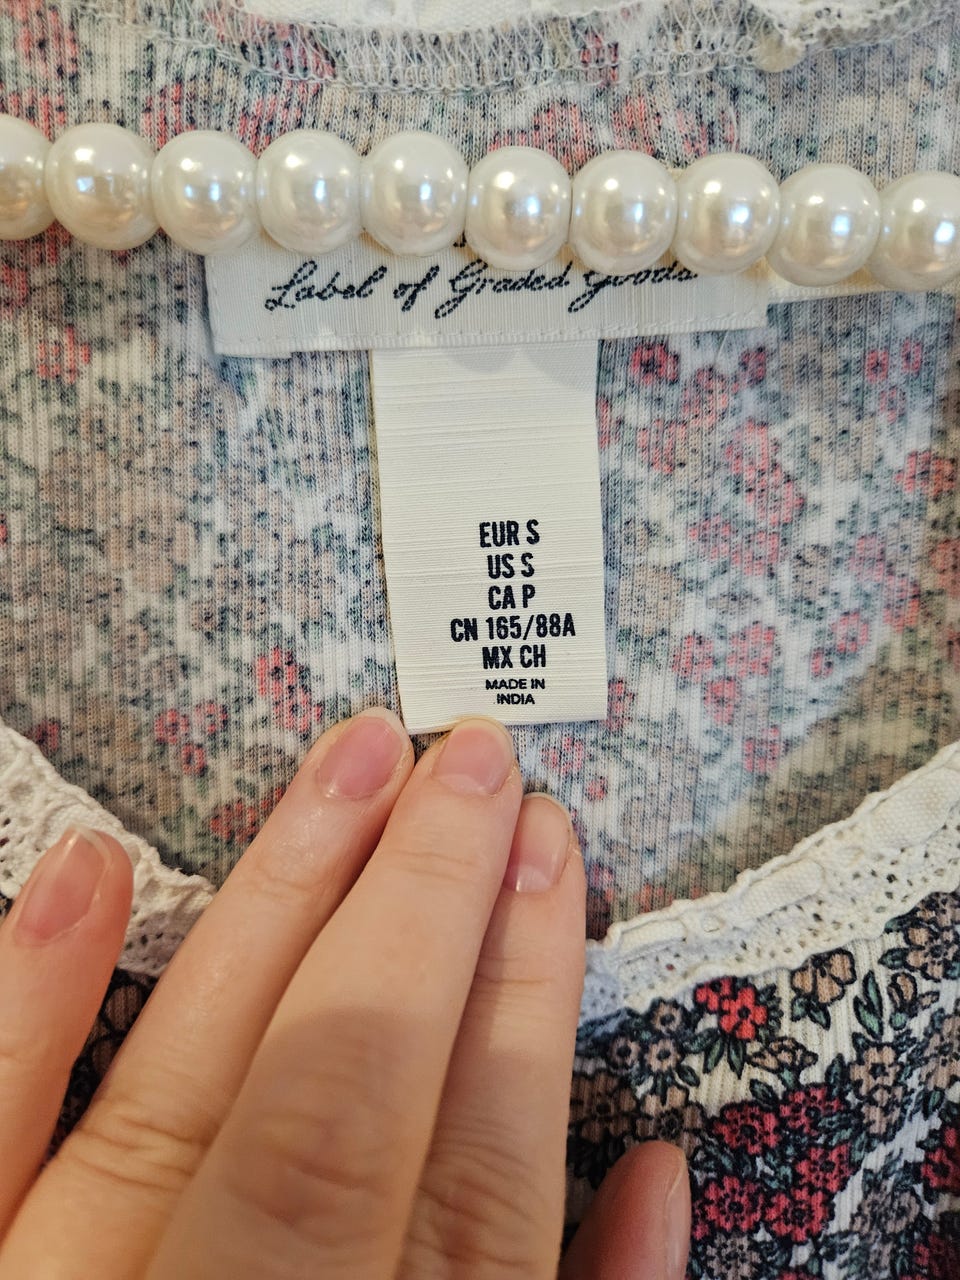 Label of Graded Goods
EUR S
US S
CA P
CN 165/88A
MX CH
MADE IN
INDIA